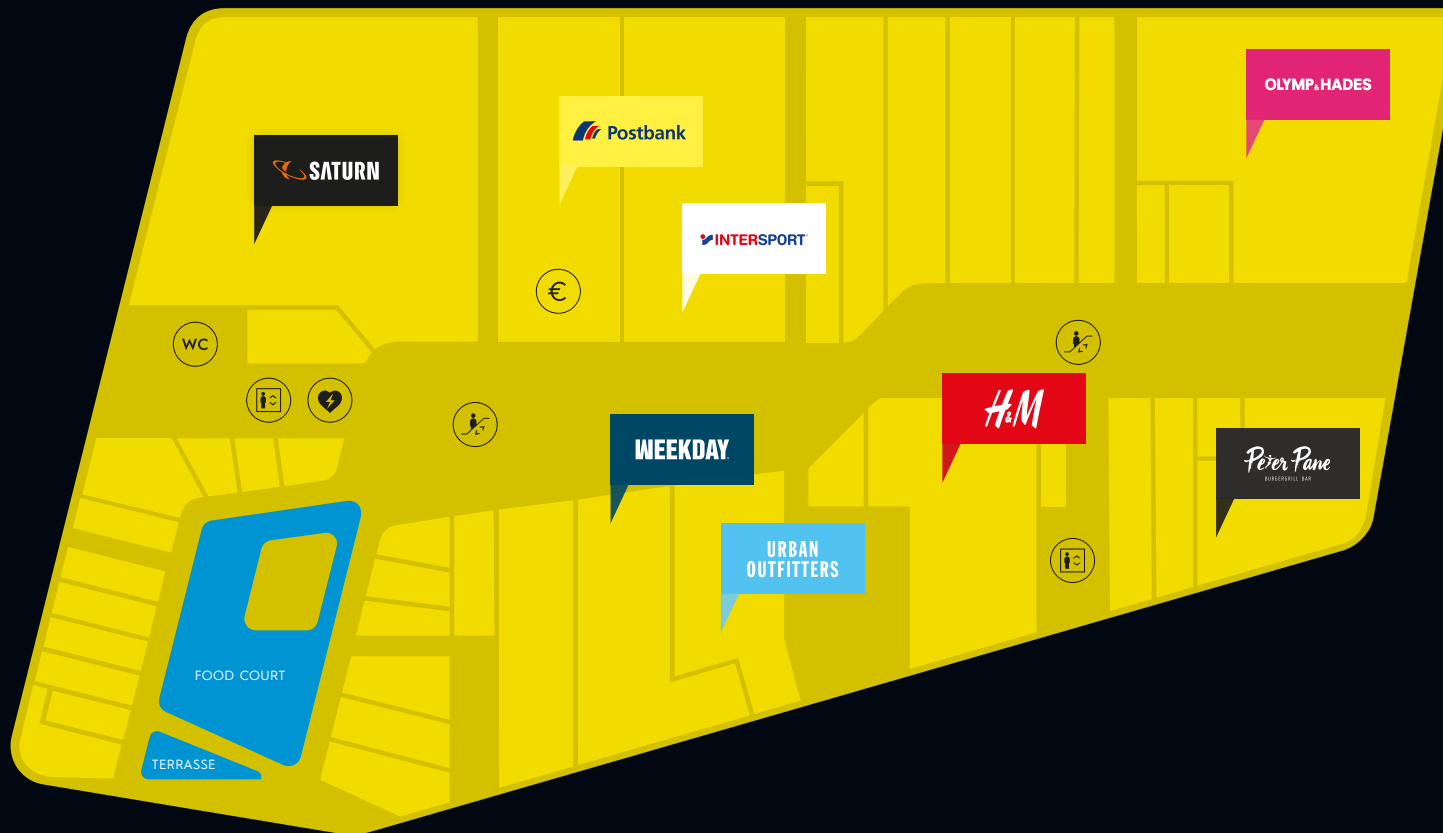 OLYMP&HADES
Postbank
SATURN
INTERSPORT
€
WC
H&M
WEEKDAY
Peter Pane
BURGERGRILL BAR
URBAN
OUTFITTERS
FOOD COURT
TERRASSE